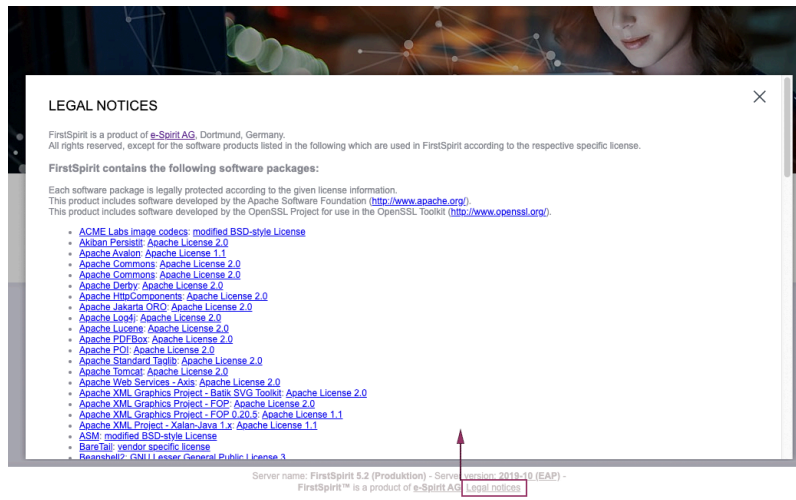 LEGAL NOTICES
FirstSpirit is a product of e-Spirit AG, Dortmund, Germany.
All rights reserved, except for the software products listed in the following which are used in FirstSpirit according to the respective specific license.
FirstSpirit contains the following software packages:
Each software package is legally protected according to the given license information.
This product includes software developed by the Apache Software Foundation (http://www.apache.org/).
This product includes software developed by the OpenSSL Project for use in the OpenSSL Toolkit (http://www.openssl.org/).
ACME Labs image codecs: modified BSD-style License
Akiban Persistit: Apache License 2.0
Apache Avalon: Apache License 1.1
Apache Commons: Apache License 2.0
Apache Commons: Apache License 2.0
Apache Derby: Apache License 2.0
Apache HttpComponents: Apache License 2.0
Apache Jakarta ORO: Apache License 2.0
Apache Log4j: Apache License 2.0
Apache Lucene: Apache License 2.0
Apache PDFBox: Apache License 2.0
Apache POI: Apache License 2.0
Apache Standard Taglib: Apache License 2.0
Apache Tomcat: Apache License 2.0
Apache Web Services - Axis: Apache License 2.0
Apache XML Graphics Project - Batik SVG Toolkit: Apache License 2.0
Apache XML Graphics Project - FOP: Apache License 2.0
Apache XML Graphics Project - FOP 0.20.5: Apache License 1.1
Apache XML Project - Xalan-Java 1.x: Apache License 1.1
ASM: modified BSD-style License
BareTail: vendor specific license
Beanshell2: GNU Lesser General Public License 3
Server name: FirstSpirit 5.2 (Produktion) - Server version: 2019-10 (EAP) -
FirstSpirit™ is a product of e-Spirit AG Legal notices